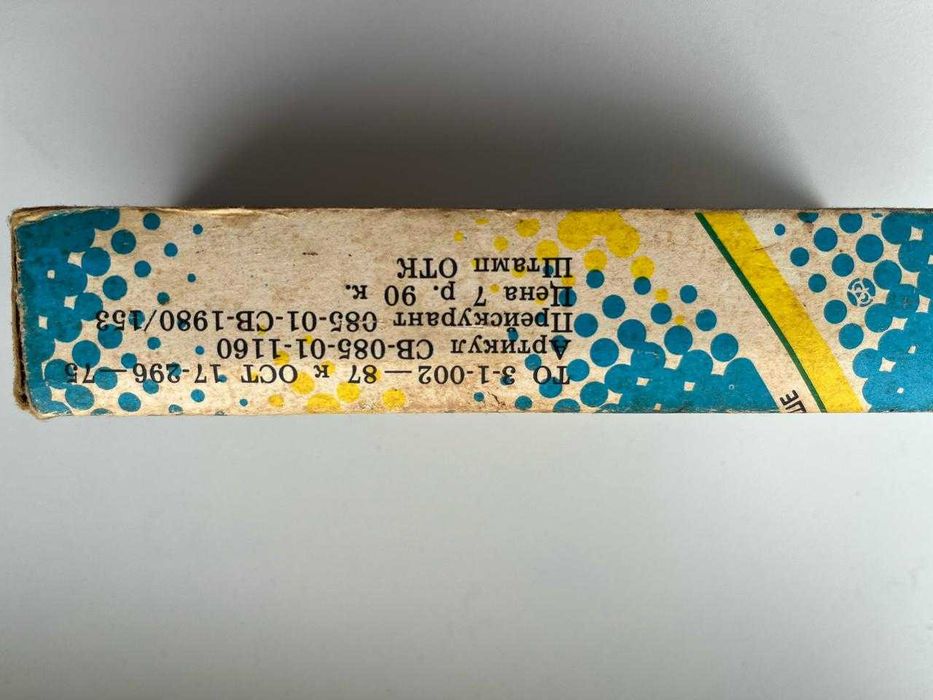 ТО 3-1-002—87 к ОСТ 17-296—75
Артикул СВ-085-01-1160
Прейскурант 085-01-СВ-1980/153
Цена 7 р. 90 к.
Штамп ОТК